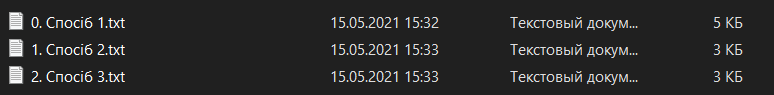 0. Спосіб 1.txt 15.05.2021 15:32 Текстовый докум... 5 КБ
1. Спосіб 2.txt 15.05.2021 15:33 Текстовый докум... 3 КБ
2. Спосіб 3.txt 15.05.2021 15:33 Текстовый докум... 3 КБ